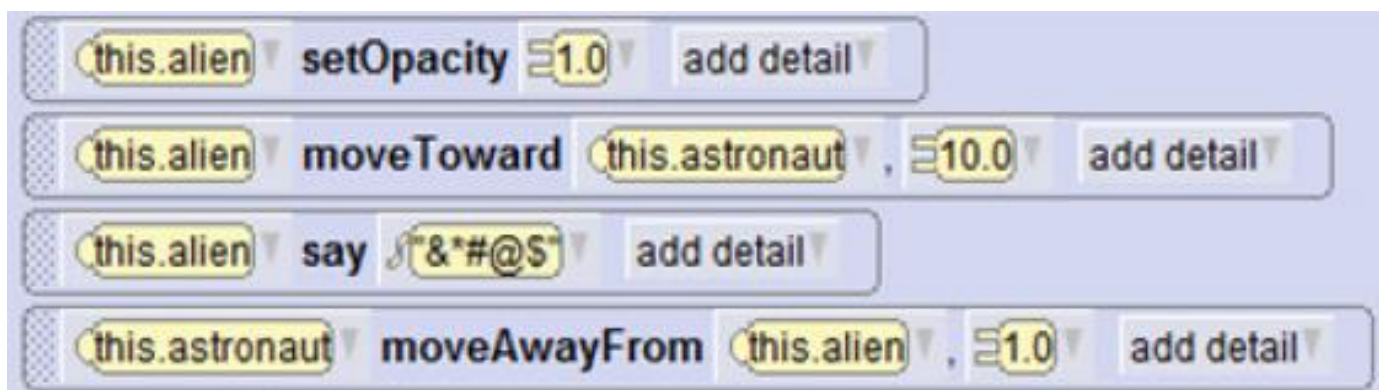 this.alien setOpacity 1.0 add detail
this.alien moveToward this.astronaut , 10.0 add detail
this.alien say "&*#@$" add detail
this.astronaut moveAwayFrom this.alien , 1.0 add detail